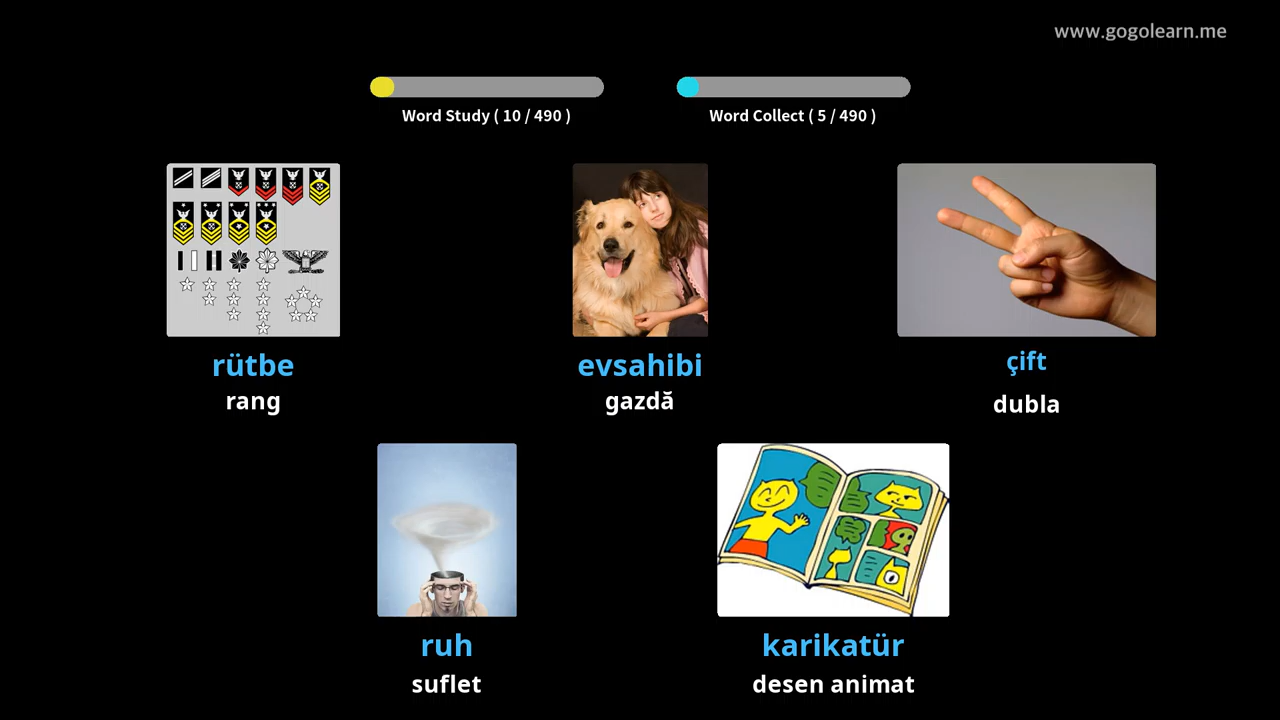 www.gogolearn.me
Word Study ( 10 / 490 )
Word Collect ( 5 / 490 )
rütbe
rang
evsahibi
gazdă
çift
dubla
ruh
suflet
karikatür
desen animat